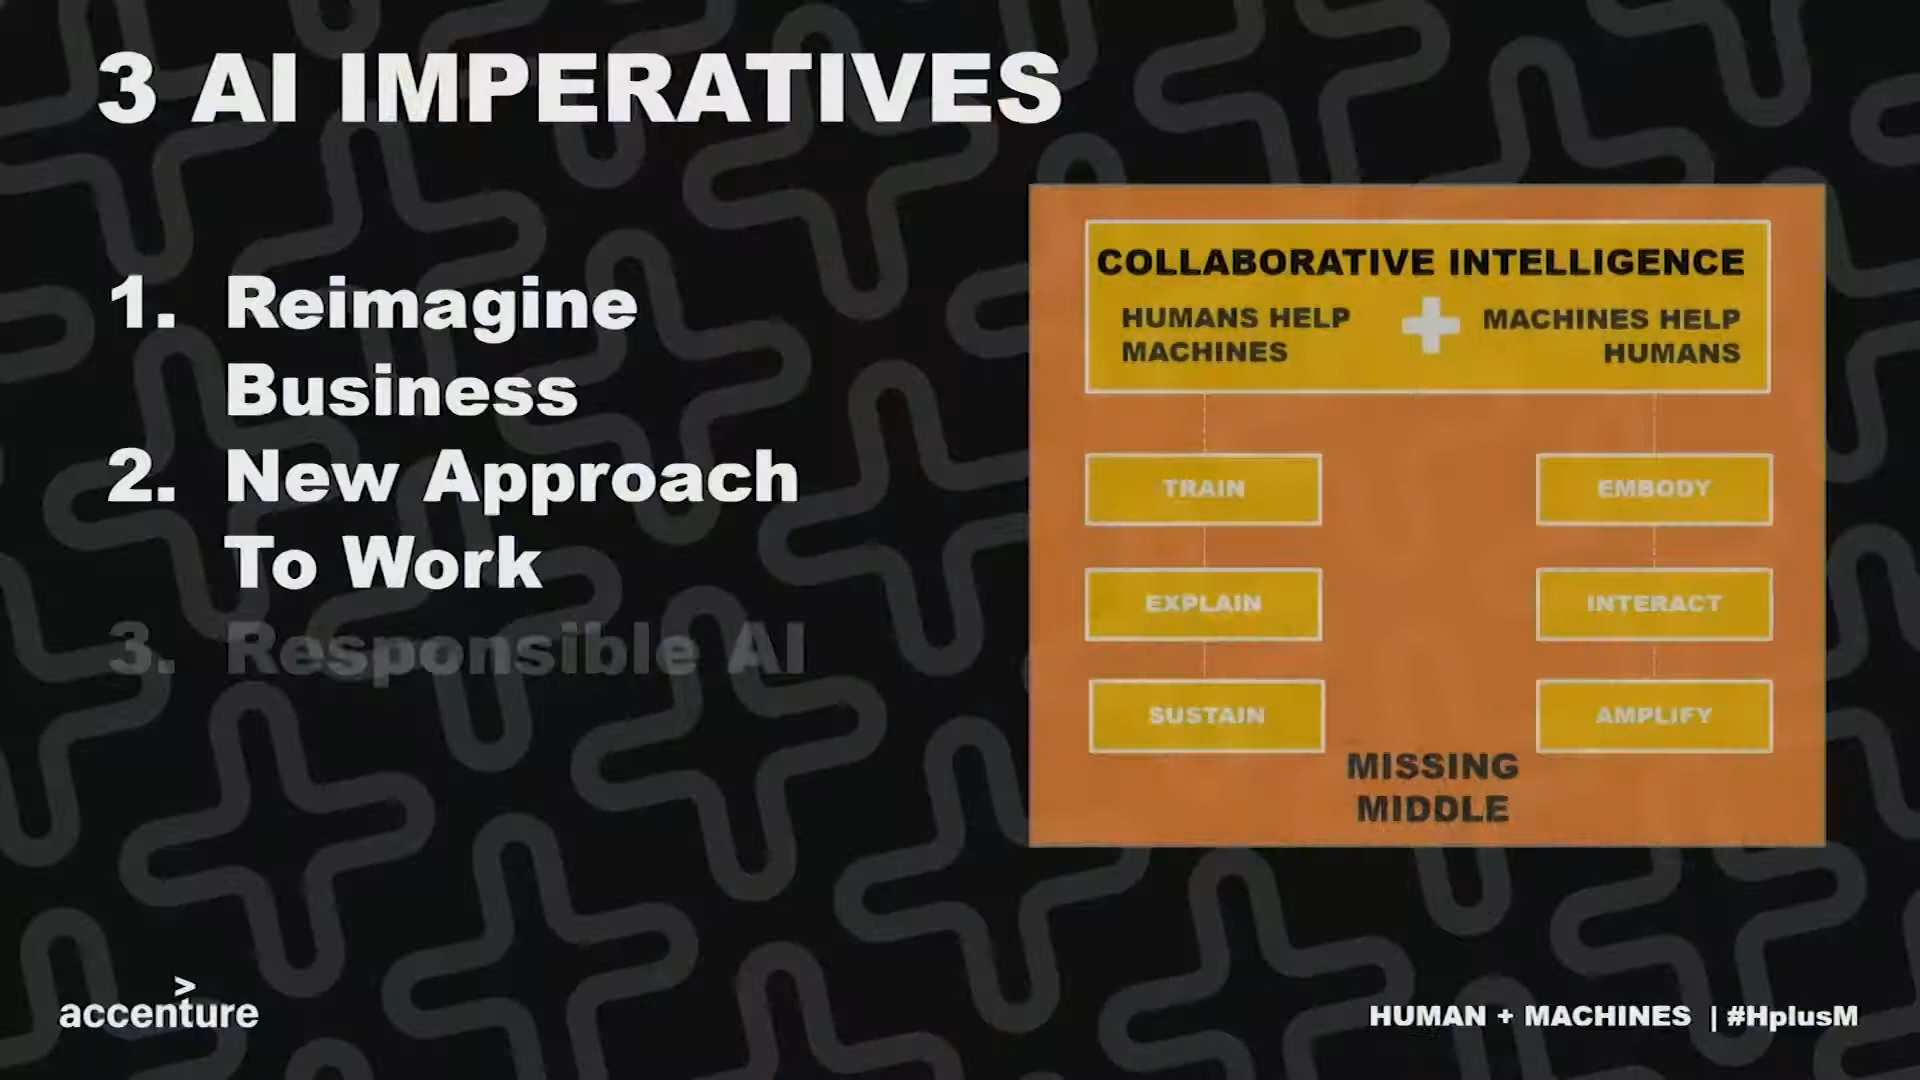 3 AI IMPERATIVES
1. Reimagine
Business
2. New Approach
To Work
3. Responsible AI
COLLABORATIVE INTELLIGENCE
HUMANS HELP
MACHINES
+
MACHINES HELP
HUMANS
TRAIN
EXPLAIN
SUSTAIN
EMBODY
INTERACT
AMPLIFY
MISSING
MIDDLE
>
accenture
HUMAN + MACHINES | #HplusM